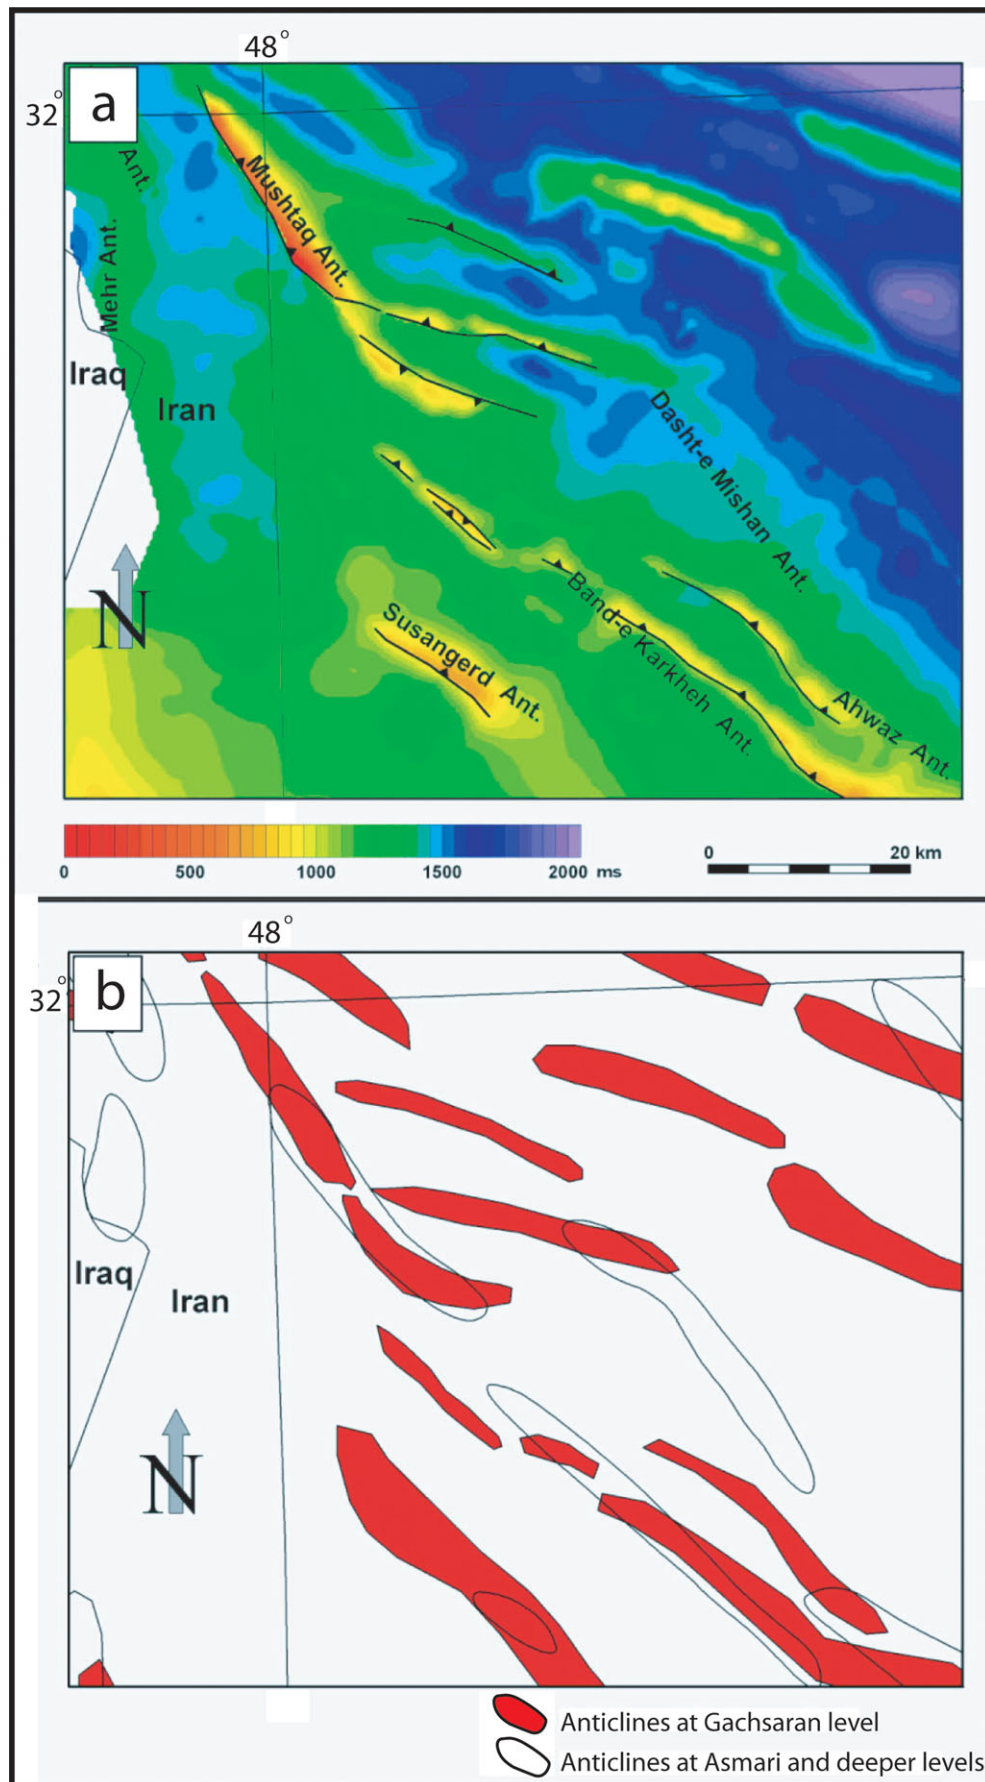 48°
32°
a
Ant.
Mushtaq Ant.
Mehr Ant.
Iraq
Iran
Dasht-e Mishan Ant.
N
Susangerd Ant.
Band-e Karkheh Ant.
Ahwaz Ant.
0 500 1000 1500 2000 ms
0 20 km
48°
32°
b
Iraq
Iran
N
Anticlines at Gachsaran level
Anticlines at Asmari and deeper levels